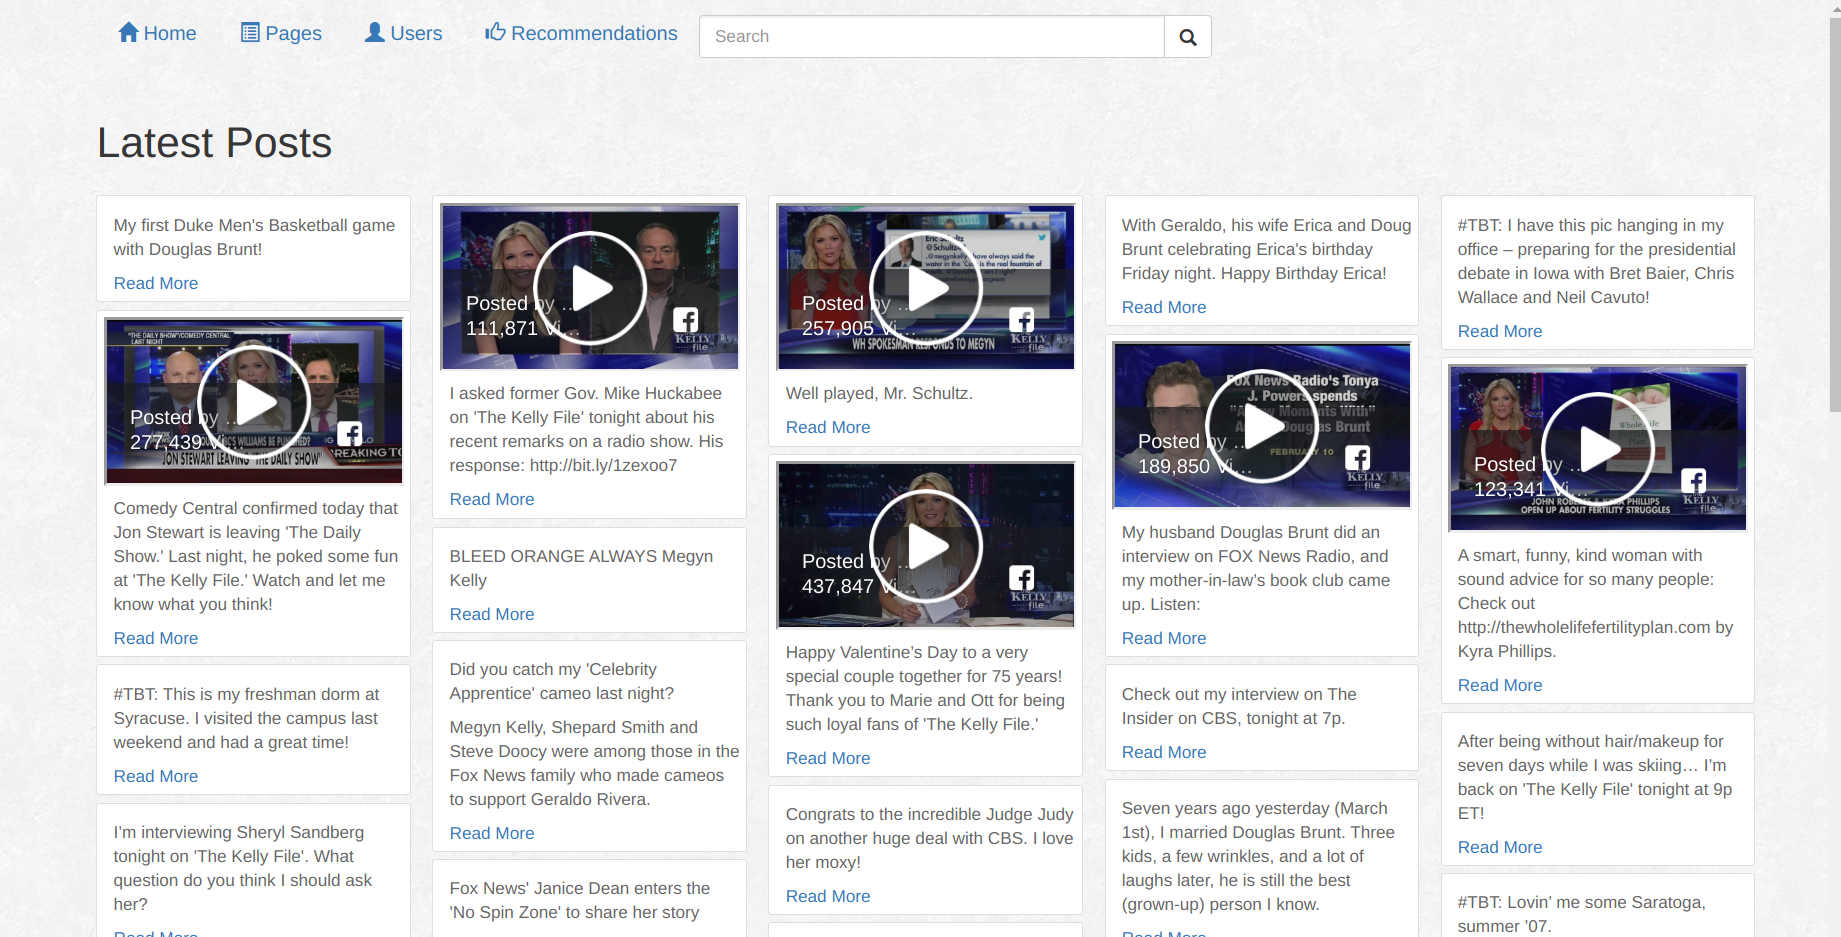 Home
Pages
Users
Recommendations
Search
Latest Posts
My first Duke Men's Basketball game
with Douglas Brunt!
Read More
"THE DAILY SHOW"/COMEDY CENTRAL
LAST NIGHT
Posted by ...
277,439 Vi...
JON STEWART LEAVING "THE DAILY SHOW"
BREAKING
Comedy Central confirmed today that
Jon Stewart is leaving 'The Daily
Show.' Last night, he poked some fun
at 'The Kelly File.' Watch and let me
know what you think!
Read More
#TBT: This is my freshman dorm at
Syracuse. I visited the campus last
weekend and had a great time!
Read More
I’m interviewing Sheryl Sandberg
tonight on 'The Kelly File'. What
question do you think I should ask
her?
Read More
Posted by ...
111,871 Vi...
KELLY
file
I asked former Gov. Mike Huckabee
on 'The Kelly File' tonight about his
recent remarks on a radio show. His
response: http://bit.ly/1zexoo7
Read More
BLEED ORANGE ALWAYS Megyn
Kelly
Read More
Did you catch my 'Celebrity
Apprentice' cameo last night?
Megyn Kelly, Shepard Smith and
Steve Doocy were among those in the
Fox News family who made cameos
to support Geraldo Rivera.
Read More
Fox News' Janice Dean enters the
'No Spin Zone' to share her story
Eric Schultz
Posted by ...
257,905 Vi...
WH SPOKESMAN RESPONDS TO MEGYN
KELLY
file
Well played, Mr. Schultz.
Read More
Posted by ...
437,847 Vi...
KELLY
file
Happy Valentine’s Day to a very
special couple together for 75 years!
Thank you to Marie and Ott for being
such loyal fans of 'The Kelly File.'
Read More
Congrats to the incredible Judge Judy
on another huge deal with CBS. I love
her moxy!
Read More
With Geraldo, his wife Erica and Doug
Brunt celebrating Erica's birthday
Friday night. Happy Birthday Erica!
Read More
FOX News Radio's Tonya
J. Powers spends
Moments With"
Douglas Brunt
FEBRUARY 10
Posted by ...
189,850 Vi...
KELLY
file
My husband Douglas Brunt did an
interview on FOX News Radio, and
my mother-in-law’s book club came
up. Listen:
Read More
Check out my interview on The
Insider on CBS, tonight at 7p.
Read More
Seven years ago yesterday (March
1st), I married Douglas Brunt. Three
kids, a few wrinkles, and a lot of
laughs later, he is still the best
(grown-up) person I know.
Read More
#TBT: I have this pic hanging in my
office – preparing for the presidential
debate in Iowa with Bret Baier, Chris
Wallace and Neil Cavuto!
Read More
Posted by ...
123,341 Vi...
KELLY
file
JOHN ROBERTS & KYRA PHILLIPS
OPEN UP ABOUT FERTILITY STRUGGLES
A smart, funny, kind woman with
sound advice for so many people:
Check out
http://thewholelifefertilityplan.com by
Kyra Phillips.
Read More
After being without hair/makeup for
seven days while I was skiing… I’m
back on 'The Kelly File' tonight at 9p
ET!
Read More
#TBT: Lovin’ me some Saratoga,
summer ’07.